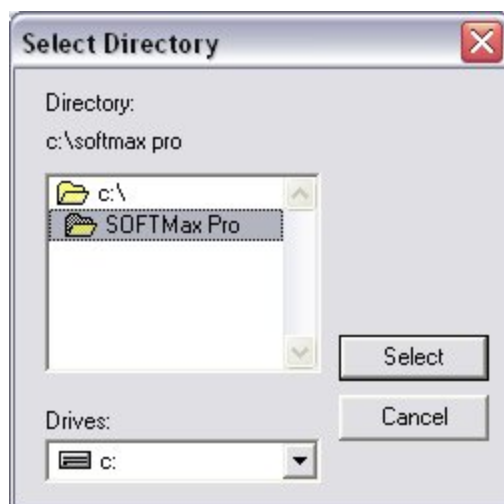 Select Directory
Directory:
c:\softmax pro
c:\
SOFTMax Pro
Select
Cancel
Drives:
c: